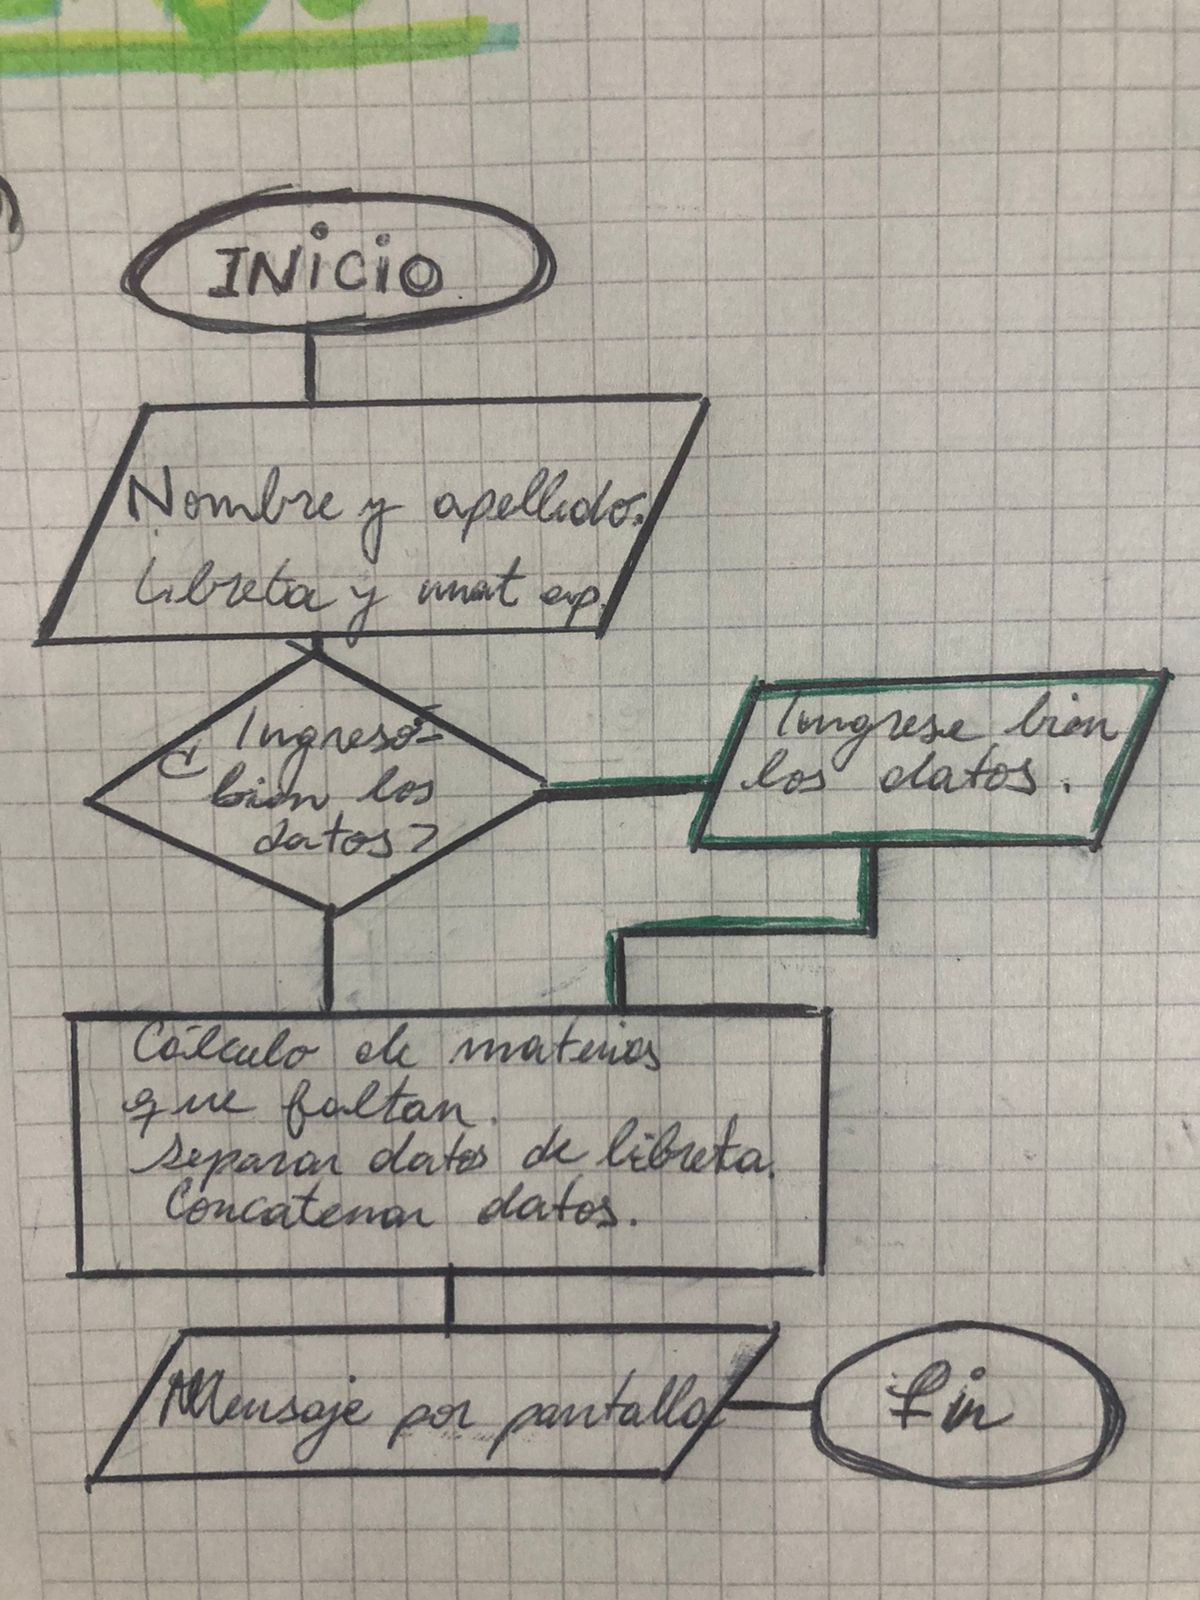 INicio
Nombre y apellido.
Libreta y mat ap.
¿Ingresó
bien los
datos?
Ingrese bien
los datos.
Cálculo de materias
que faltan.
separar datos de libreta.
Concatenar datos.
Mensaje por pantalla
fin